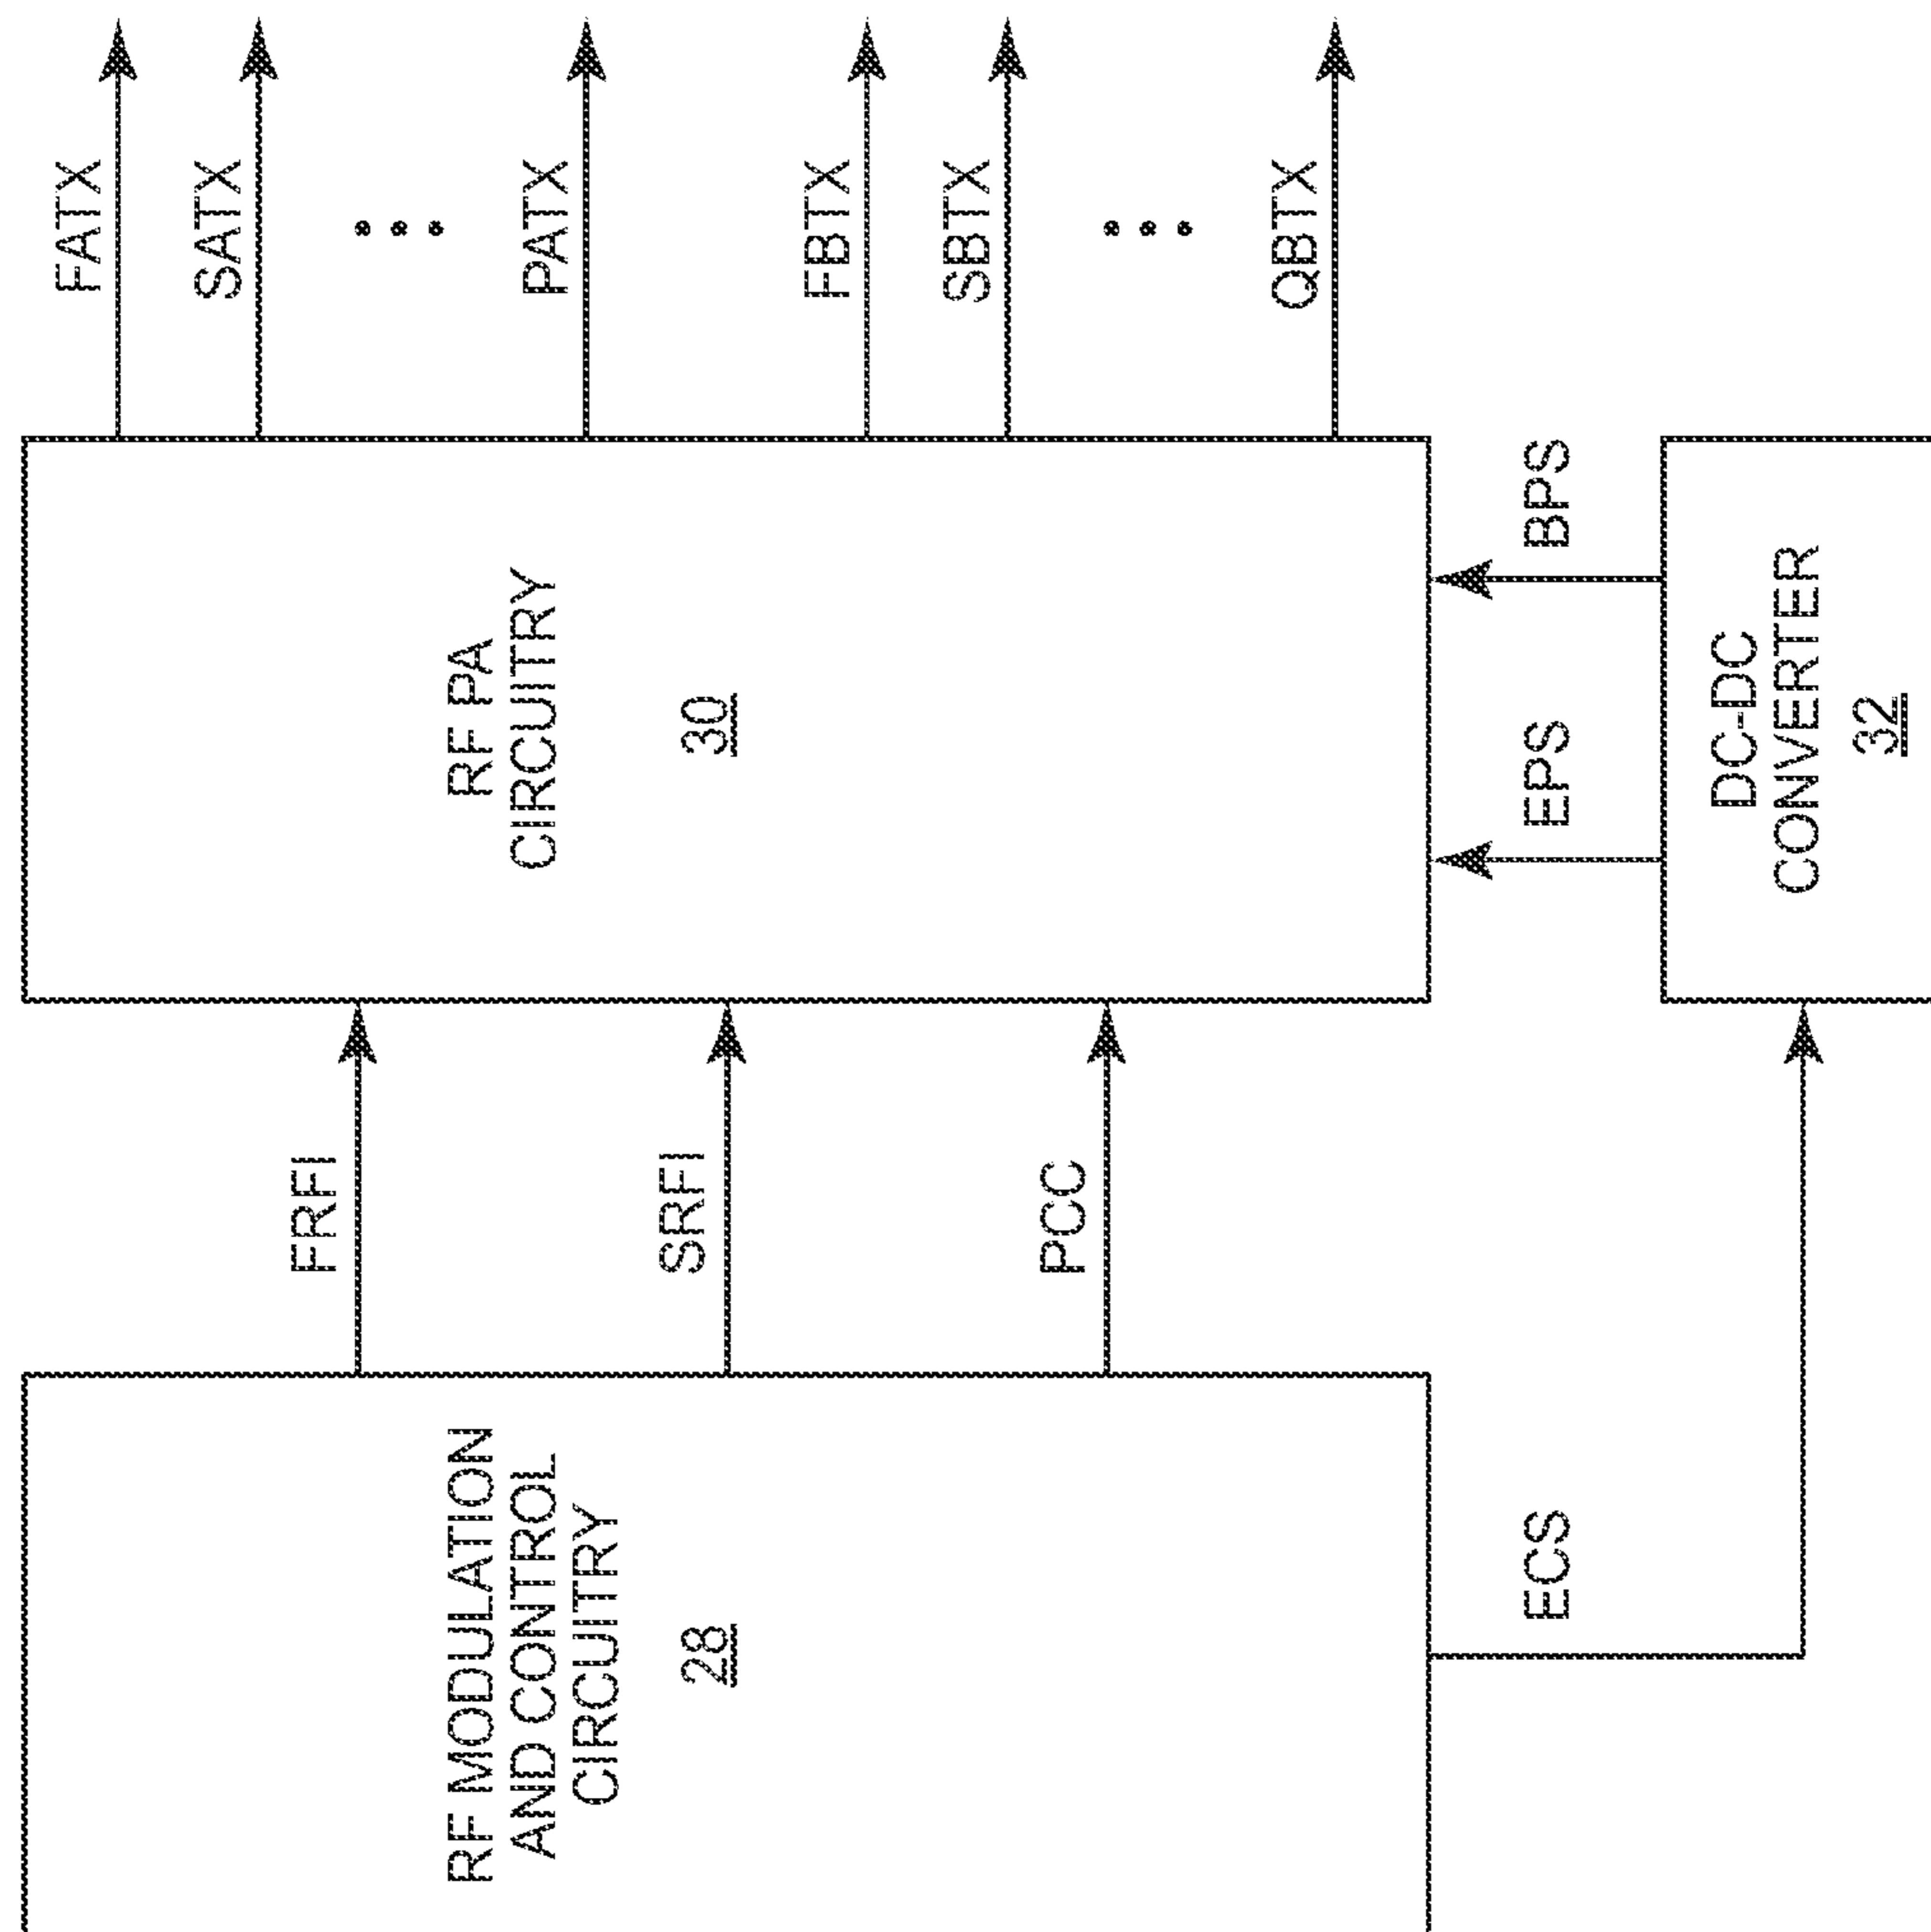 RF MODULATION
AND CONTROL
CIRCUITRY
28
FRFI
SRFI
PCC
ECS
RF PA
CIRCUITRY
30
EPS
BPS
DC-DC
CONVERTER
32
FATX
SATX
PATX
FBTX
SBTX
QBTX